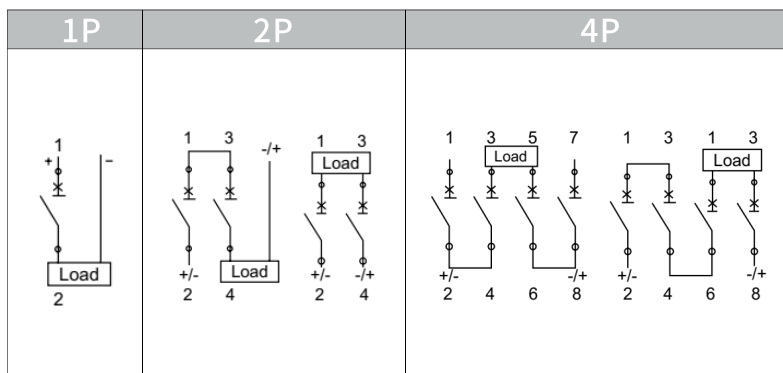 1P 2P 4P
1
+ −
Load
2
1 3
-/+
+/-
Load
2 4
1 3
Load
+/- -/+
2 4
1 3 5 7
Load
+/- -/+
2 4 6 8
1 3 1 3
Load
+/- -/+
2 4 6 8